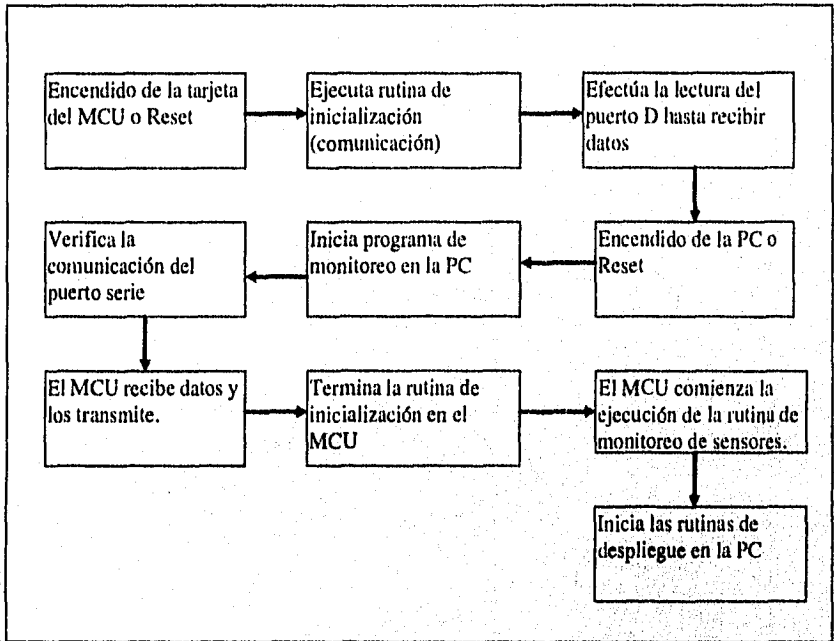 Encendido de la tarjeta
del MCU o Reset
Ejecuta rutina de
inicialización
(comunicación)
Efectúa la lectura del
puerto D hasta recibir
datos
Verifica la
comunicación del
puerto serie
Inicia programa de
monitoreo en la PC
Encendido de la PC o
Reset
El MCU recibe datos y
los transmite.
Termina la rutina de
inicialización en el
MCU
El MCU comienza la
ejecución de la rutina de
monitoreo de sensores.
Inicia las rutinas de
despliegue en la PC